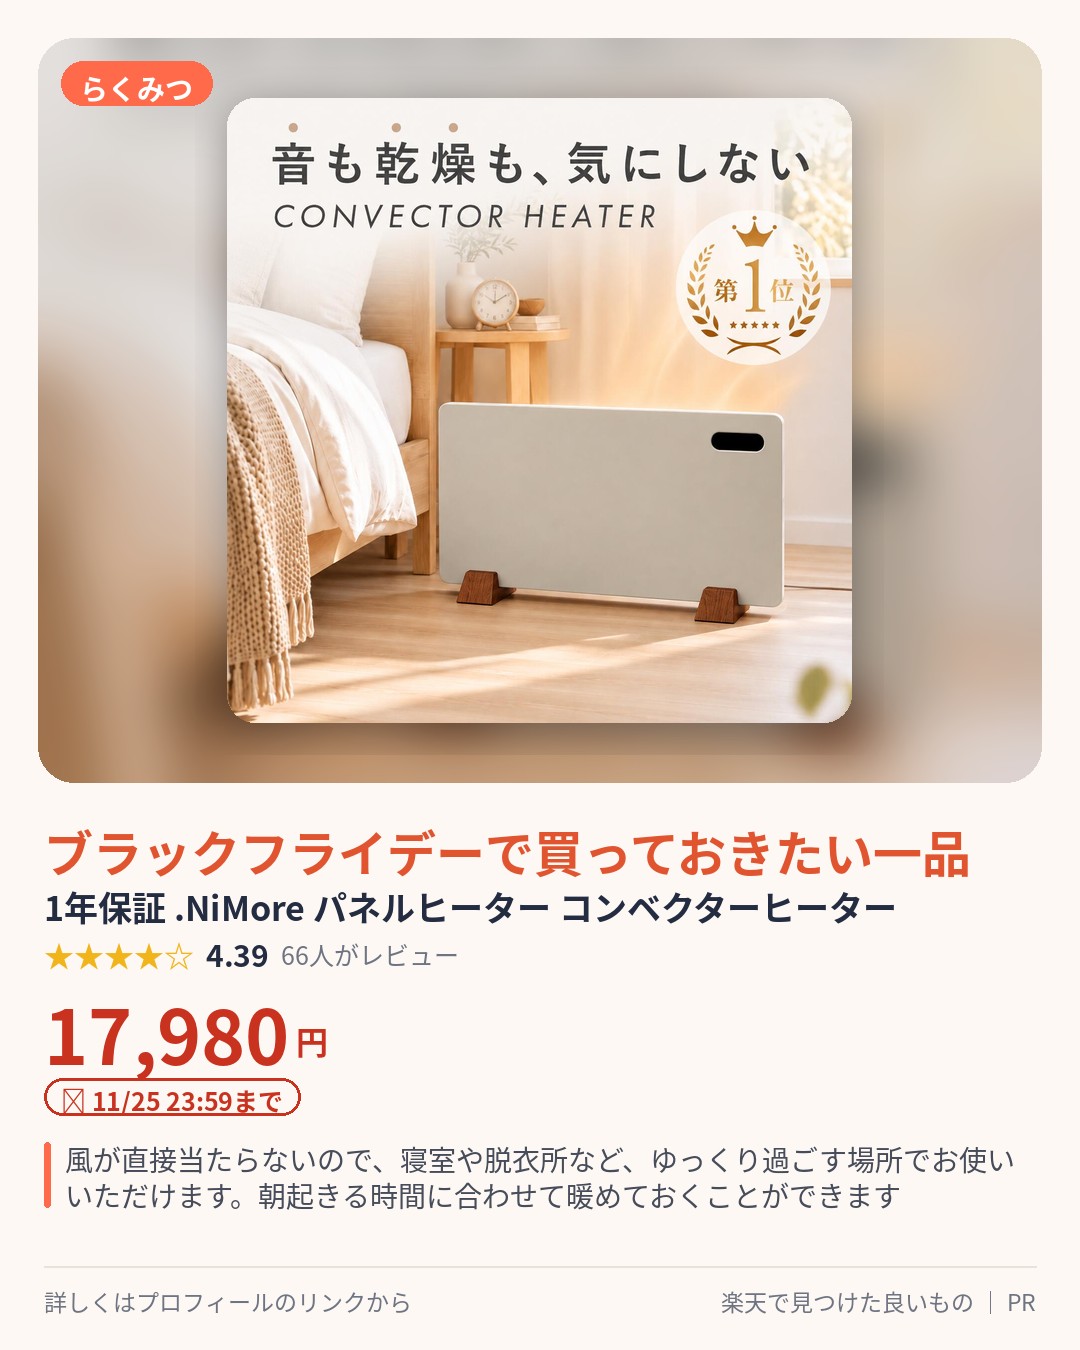 らくみつ
音も乾燥も、気にしない
CONVECTOR HEATER
第1位
ブラックフライデーで買っておきたい一品
1年保証 .NiMore パネルヒーター コンベクターヒーター
★★★★☆ 4.39 66人がレビュー
17,980円
11/25 23:59まで
風が直接当たらないので、寝室や脱衣所など、ゆっくり過ごす場所でお使い
いただけます。朝起きる時間に合わせて暖めておくことができます
詳しくはプロフィールのリンクから
楽天で見つけた良いもの｜PR